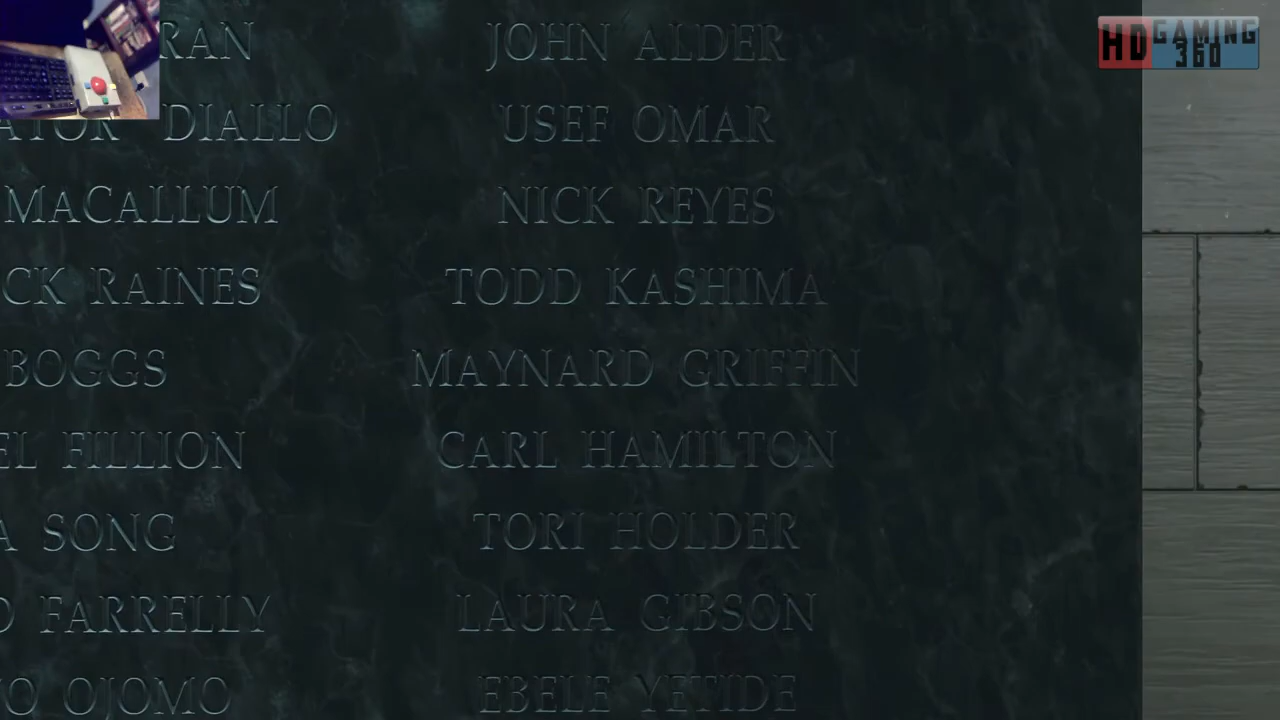 HD GAMING 360
RAN JOHN ALDER
DIALLO USEF OMAR
MACALLUM NICK REYES
CK RAINES TODD KASHIMA
BOGGS MAYNARD GRIFFIN
EL FILLION CARL HAMILTON
A SONG TORI HOLDER
FARRELLY LAURA GIBSON
O OJOMO EBELE YETIDE